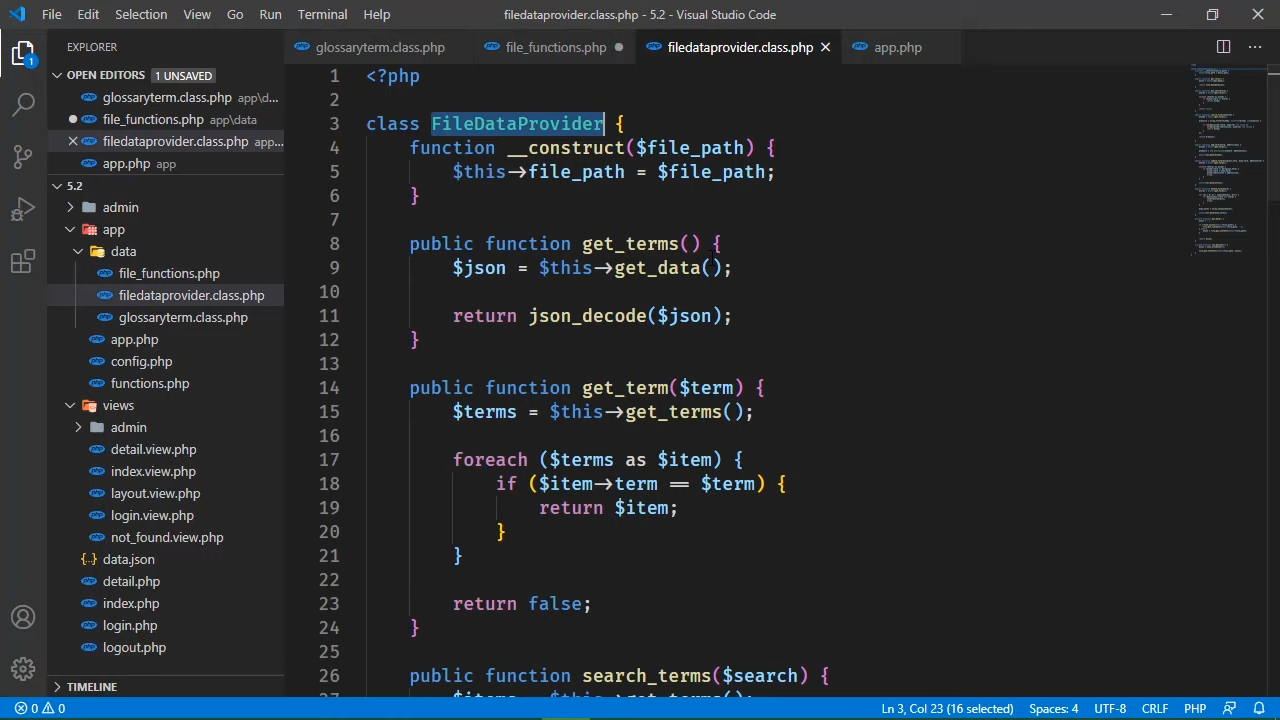 File Edit Selection View Go Run Terminal Help filedataprovider.class.php - 5.2 - Visual Studio Code
EXPLORER
glossaryterm.class.php file_functions.php filedataprovider.class.php app.php
OPEN EDITORS 1 UNSAVED
glossaryterm.class.php app\d...
file_functions.php app\data
filedataprovider.class.php app...
app.php app
5.2
admin
app
data
file_functions.php
filedataprovider.class.php
glossaryterm.class.php
app.php
config.php
functions.php
views
admin
detail.view.php
index.view.php
layout.view.php
login.view.php
not_found.view.php
data.json
detail.php
index.php
login.php
logout.php
TIMELINE
1 <?php
2
3 class FileDataProvider {
4 function __construct($file_path) {
5 $this->file_path = $file_path;
6 }
7
8 public function get_terms() {
9 $json = $this->get_data();
10
11 return json_decode($json);
12 }
13
14 public function get_term($term) {
15 $terms = $this->get_terms();
16
17 foreach ($terms as $item) {
18 if ($item->term == $term) {
19 return $item;
20 }
21 }
22
23 return false;
24 }
25
26 public function search_terms($search) {
0 0 Ln 3, Col 23 (16 selected) Spaces: 4 UTF-8 CRLF PHP